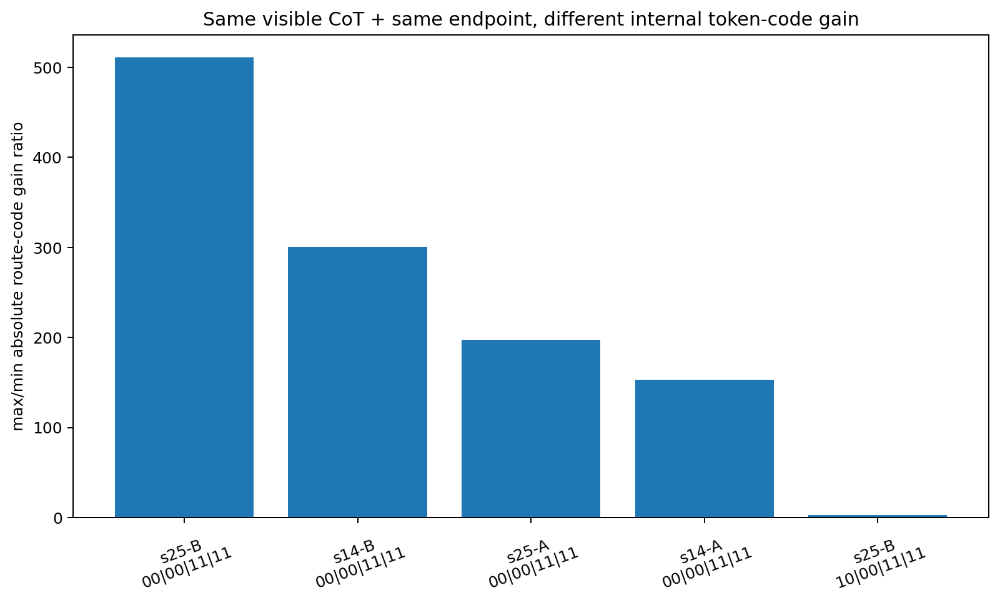 Same visible CoT + same endpoint, different internal token-code gain
max/min absolute route-code gain ratio
500
400
300
200
100
0
s25-B
00|00|11|11
s14-B
00|00|11|11
s25-A
00|00|11|11
s14-A
00|00|11|11
s25-B
10|00|11|11